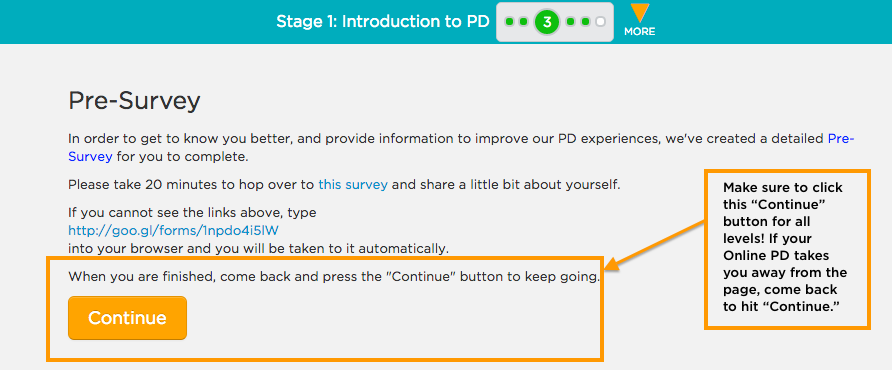 Stage 1: Introduction to PD
3
MORE
Pre-Survey
In order to get to know you better, and provide information to improve our PD experiences, we've created a detailed Pre-
Survey for you to complete.
Please take 20 minutes to hop over to this survey and share a little bit about yourself.
If you cannot see the links above, type
http://goo.gl/forms/1npdo4i5lW
into your browser and you will be taken to it automatically.
When you are finished, come back and press the "Continue" button to keep going.
Continue
Make sure to click
this “Continue”
button for all
levels! If your
Online PD takes
you away from the
page, come back
to hit “Continue.”